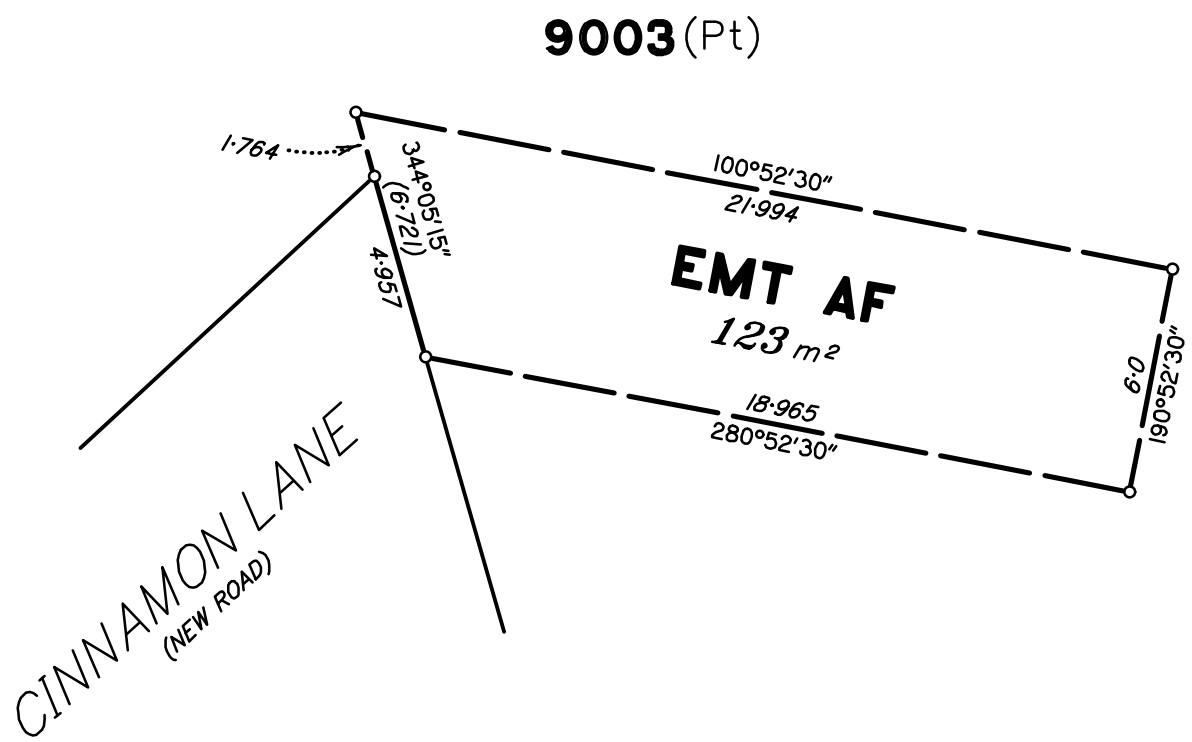 9003 (Pt)
1·764
344°05'15"
(6·721)
4·957
100°52'30"
21·994
EMT AF
123 m²
6·0
190°52'30"
18·965
280°52'30"
CINNAMON LANE
(NEW ROAD)